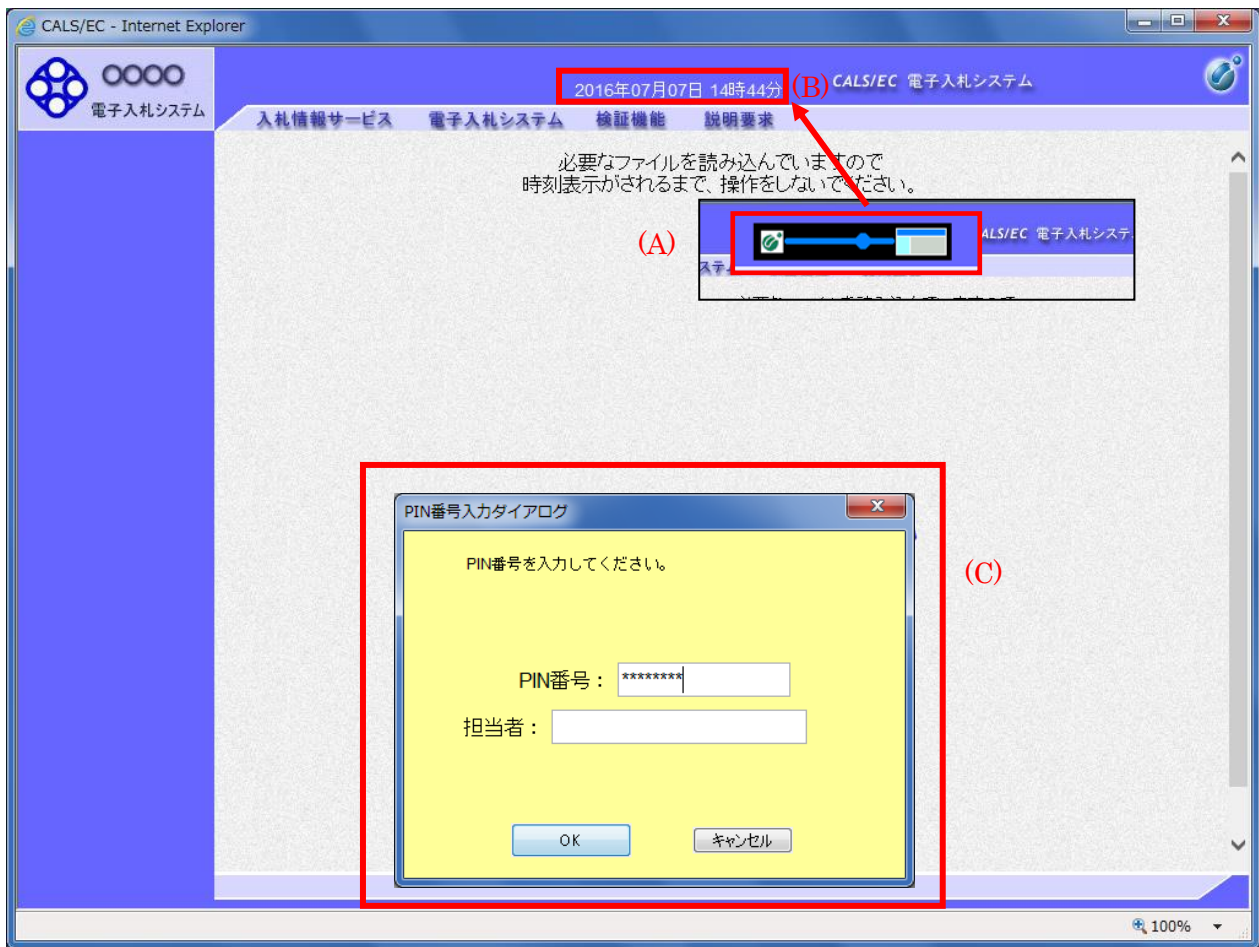 CALS/EC - Internet Explorer
OOOO
電子入札システム
2016年07月07日 14時44分
(B)
CALS/EC 電子入札システム
入札情報サービス 電子入札システム 検証機能 説明要求
必要なファイルを読み込んでいますので
時刻表示がされるまで、操作をしないでください。
(A)
ALS/EC 電子入札システ
ステ
PIN番号入力ダイアログ
PIN番号を入力してください。
(C)
PIN番号： ********
担当者：
OK キャンセル
100%